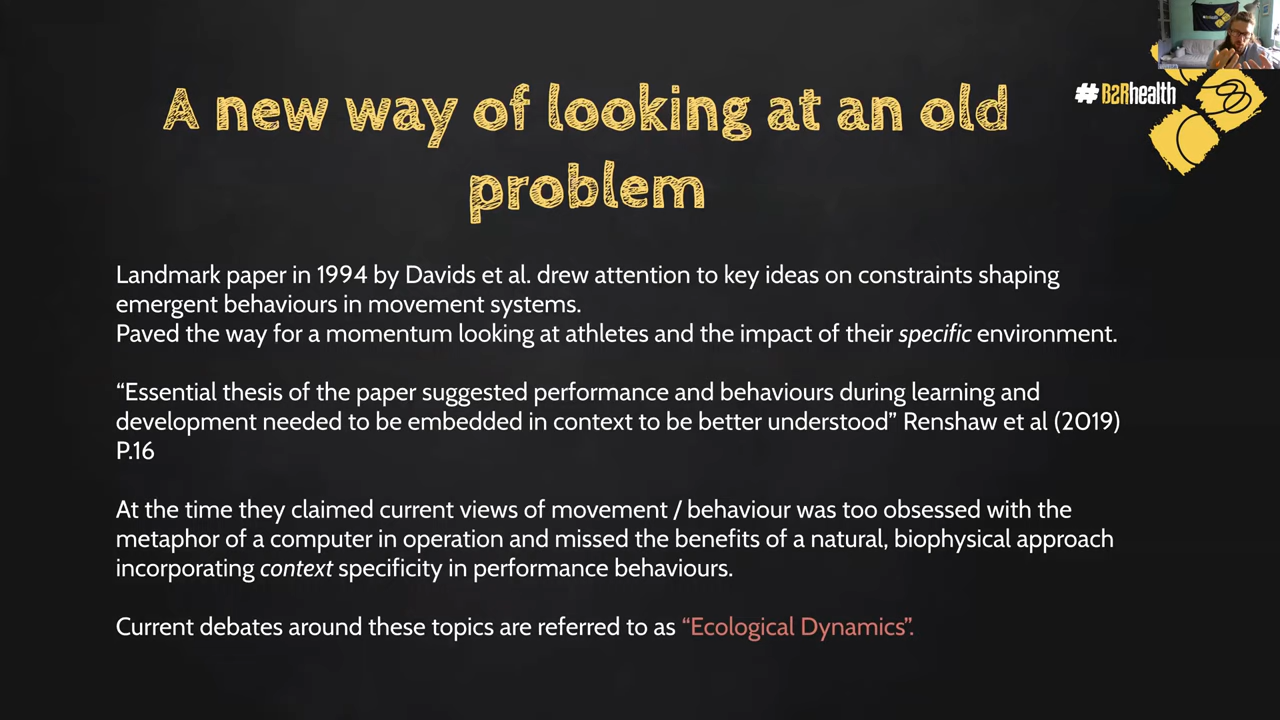 A new way of looking at an old
problem
# B2Rhealth
Landmark paper in 1994 by Davids et al. drew attention to key ideas on constraints shaping
emergent behaviours in movement systems.
Paved the way for a momentum looking at athletes and the impact of their specific environment.
“Essential thesis of the paper suggested performance and behaviours during learning and
development needed to be embedded in context to be better understood” Renshaw et al (2019)
P.16
At the time they claimed current views of movement / behaviour was too obsessed with the
metaphor of a computer in operation and missed the benefits of a natural, biophysical approach
incorporating context specificity in performance behaviours.
Current debates around these topics are referred to as “Ecological Dynamics”.